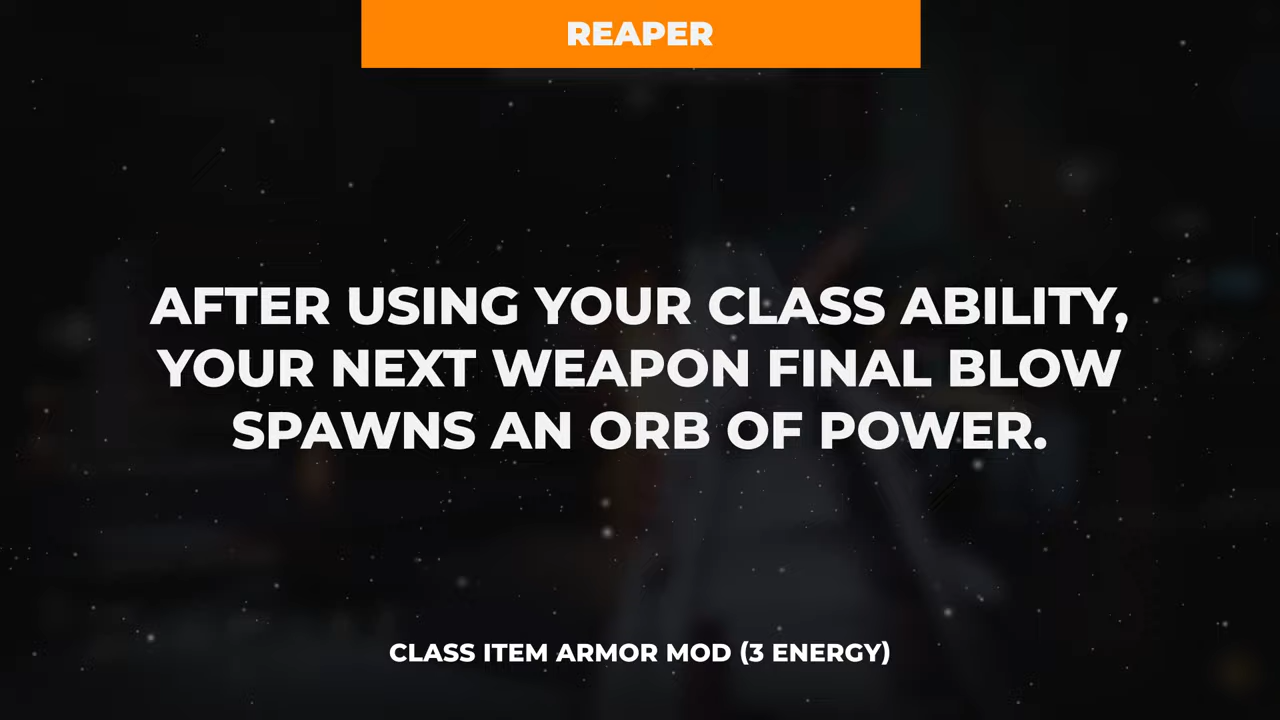 REAPER
AFTER USING YOUR CLASS ABILITY,
YOUR NEXT WEAPON FINAL BLOW
SPAWNS AN ORB OF POWER.
CLASS ITEM ARMOR MOD (3 ENERGY)